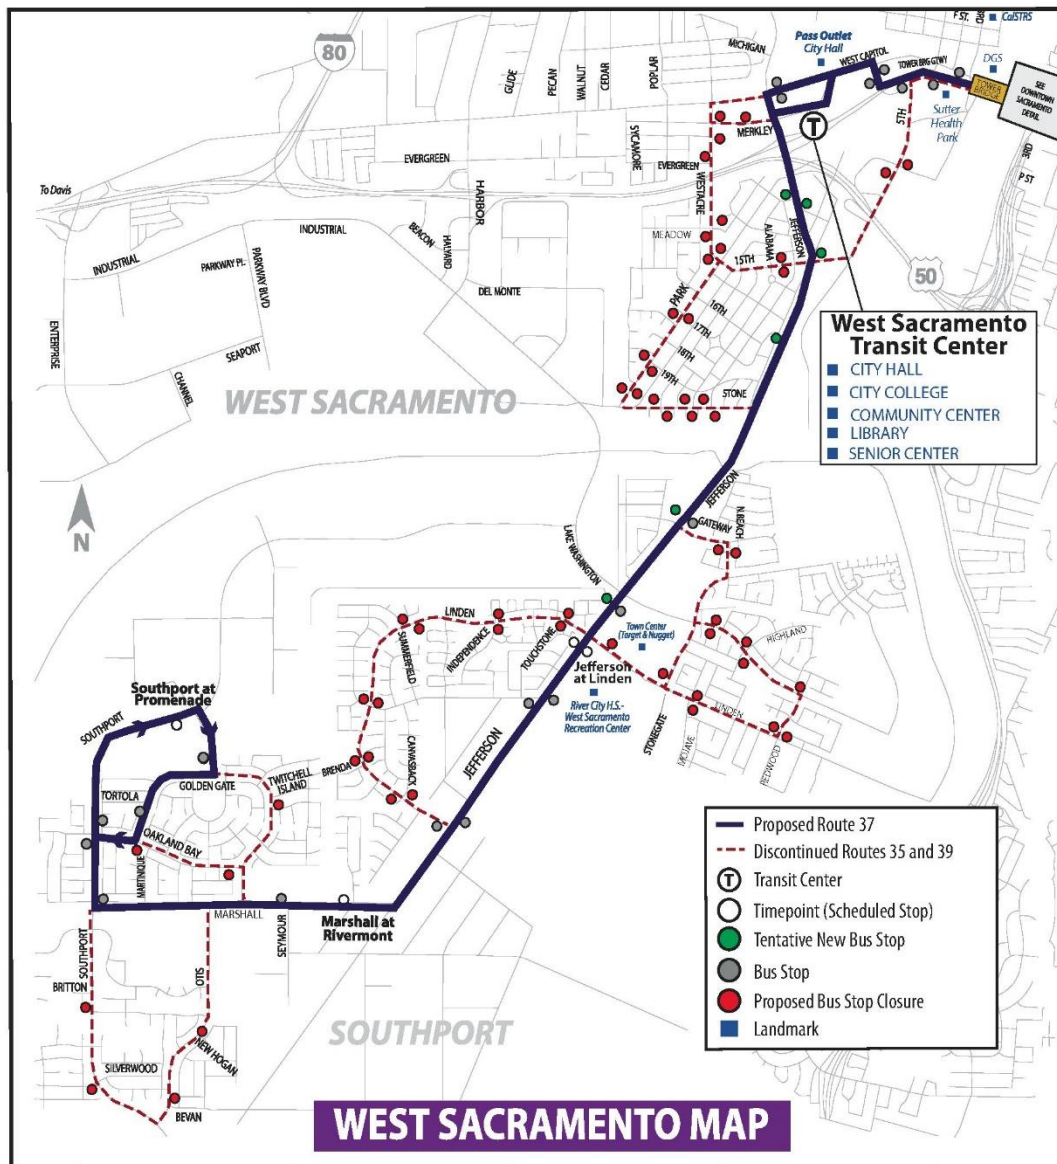 F ST.
3RD
CalSTRS
80
Pass Outlet
City Hall
MICHIGAN
WEST CAPITOL
TOWER BRG GTWY
DGS
TOWER
BRIDGE
SEE
DOWNTOWN
SACRAMENTO
DETAIL
GLIDE
PECAN
WALNUT
CEDAR
POPLAR
SYCAMORE
MERKLEY
T
5TH
Sutter
Health
Park
3RD
P ST
EVERGREEN
EVERGREEN
To Davis
HARBOR
WESTACRE
JEFFERSON
INDUSTRIAL
BEACON
HALYARD
MEADOW
ALABAMA
15TH
INDUSTRIAL
PARKWAY PL.
PARKWAY BLVD
DEL MONTE
50
PARK
16TH
17TH
18TH
19TH
STONE
ENTERPRISE
SEAPORT
CHANNEL
West Sacramento
Transit Center
CITY HALL
CITY COLLEGE
COMMUNITY CENTER
LIBRARY
SENIOR CENTER
WEST SACRAMENTO
N
JEFFERSON
GATEWAY
N. BEACH
LAKE WASHINGTON
LINDEN
SUMMERFIELD
INDEPENDENCE
TOUCHSTONE
Town Center
(Target & Nugget)
HIGHLAND
Jefferson
at Linden
River City H.S.-
West Sacramento
Recreation Center
STONEGATE
MOJAVE
LINDEN
REDWOOD
Southport at
Promenade
SOUTHPORT
JEFFERSON
CANVASBACK
BRENDA
TWITCHELL
ISLAND
GOLDEN GATE
TORTOLA
OAKLAND BAY
MARTINIQUE
MARSHALL
SEYMOUR
Marshall at
Rivermont
SOUTHPORT
OTIS
BRITTON
NEW HOGAN
SILVERWOOD
BEVAN
SOUTHPORT
Proposed Route 37
Discontinued Routes 35 and 39
T Transit Center
Timepoint (Scheduled Stop)
Tentative New Bus Stop
Bus Stop
Proposed Bus Stop Closure
Landmark
WEST SACRAMENTO MAP